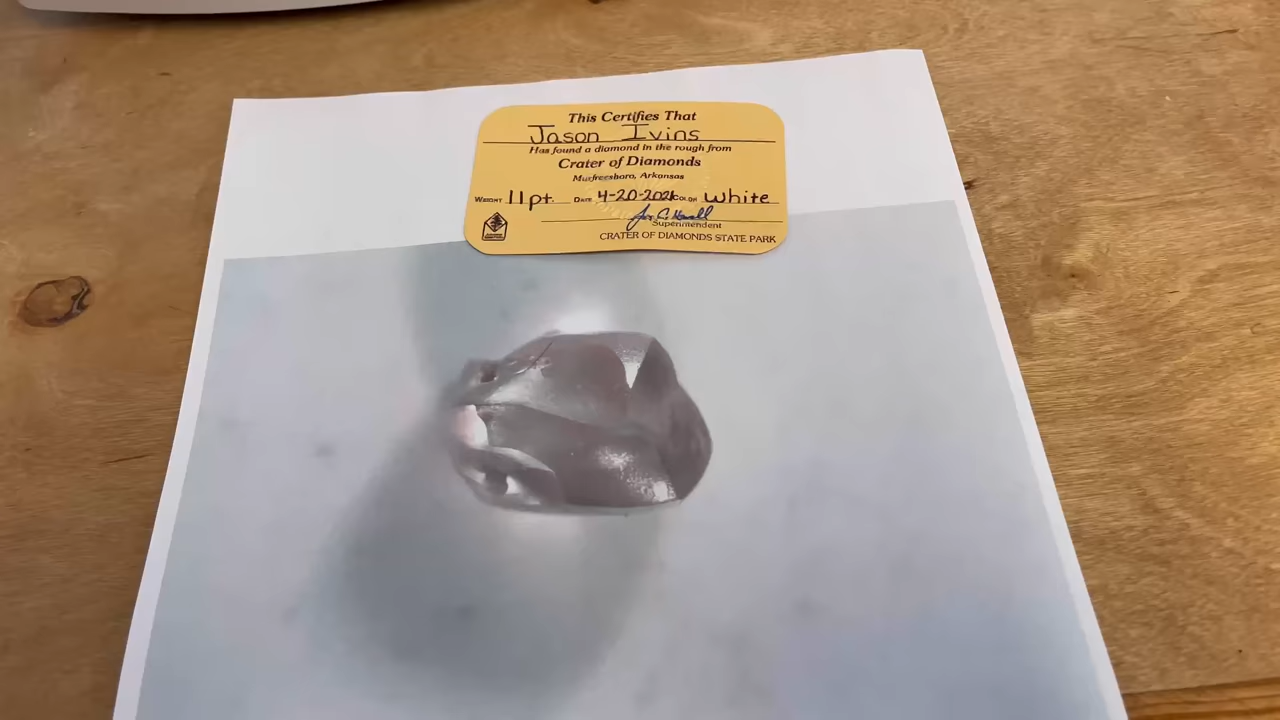 This Certifies That
Jason Ivins
Has found a diamond in the rough from
Crater of Diamonds
Murfreesboro, Arkansas
Weight 11pt. Date 4-20-2021 Color White
Superintendent
CRATER OF DIAMONDS STATE PARK